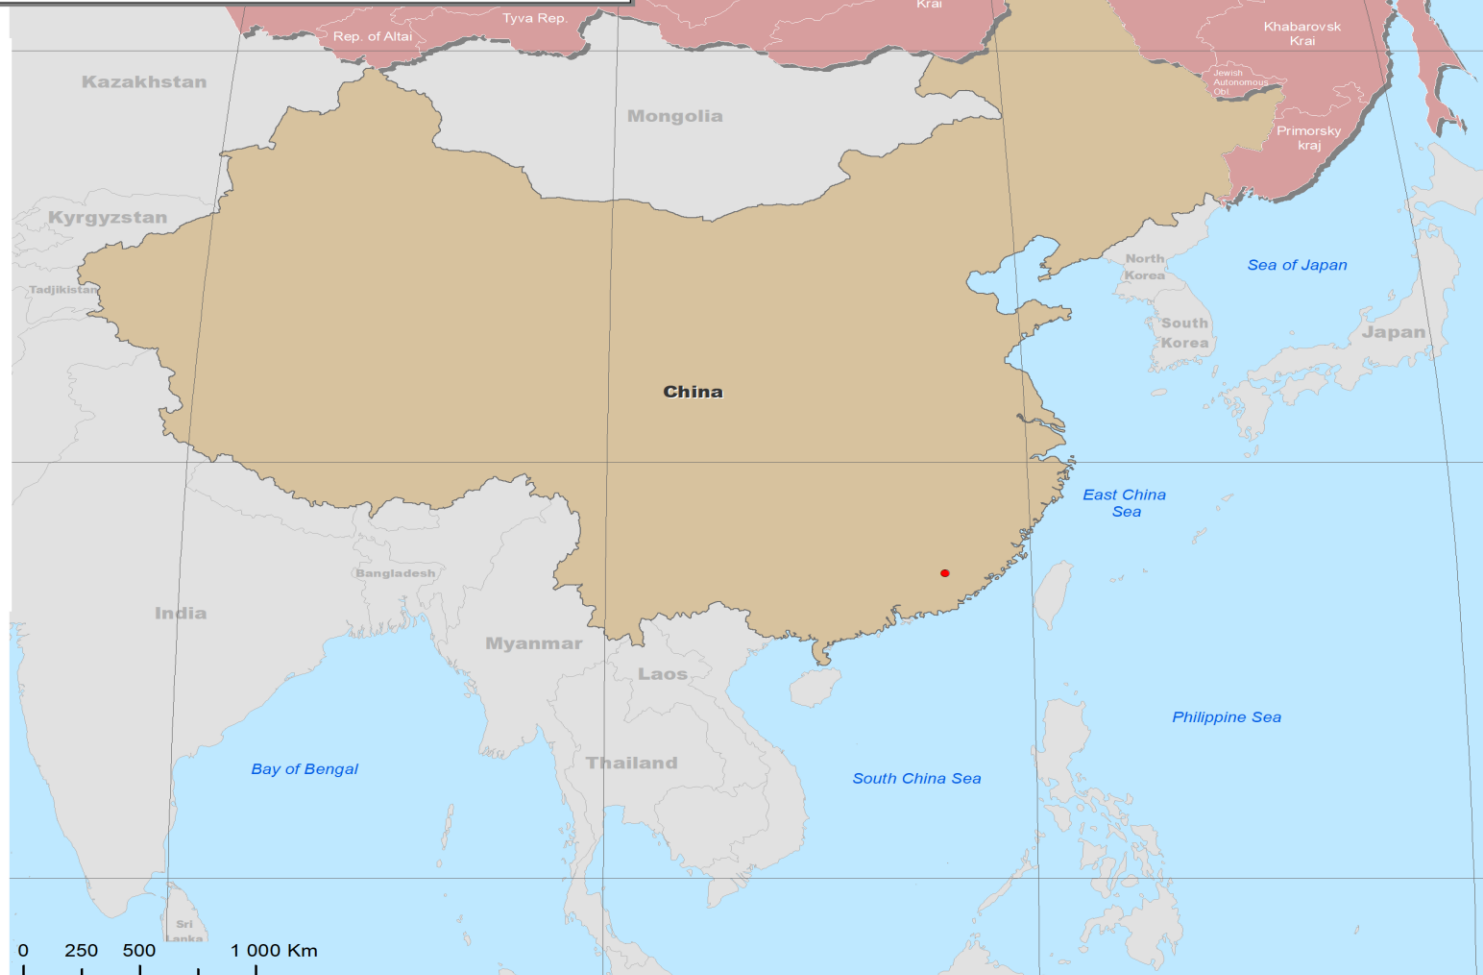 Krai
Tyva Rep.
Rep. of Altai
Khabarovsk
Krai
Kazakhstan
Jewish
Autonomous
Obl
Mongolia
Primorsky
kraj
Kyrgyzstan
North
Korea
Sea of Japan
Tadjikistan
South
Korea
Japan
China
East China
Sea
Bangladesh
India
Myanmar
Laos
Philippine Sea
Thailand
Bay of Bengal
South China Sea
Sri
Lanka
0 250 500 1 000 Km